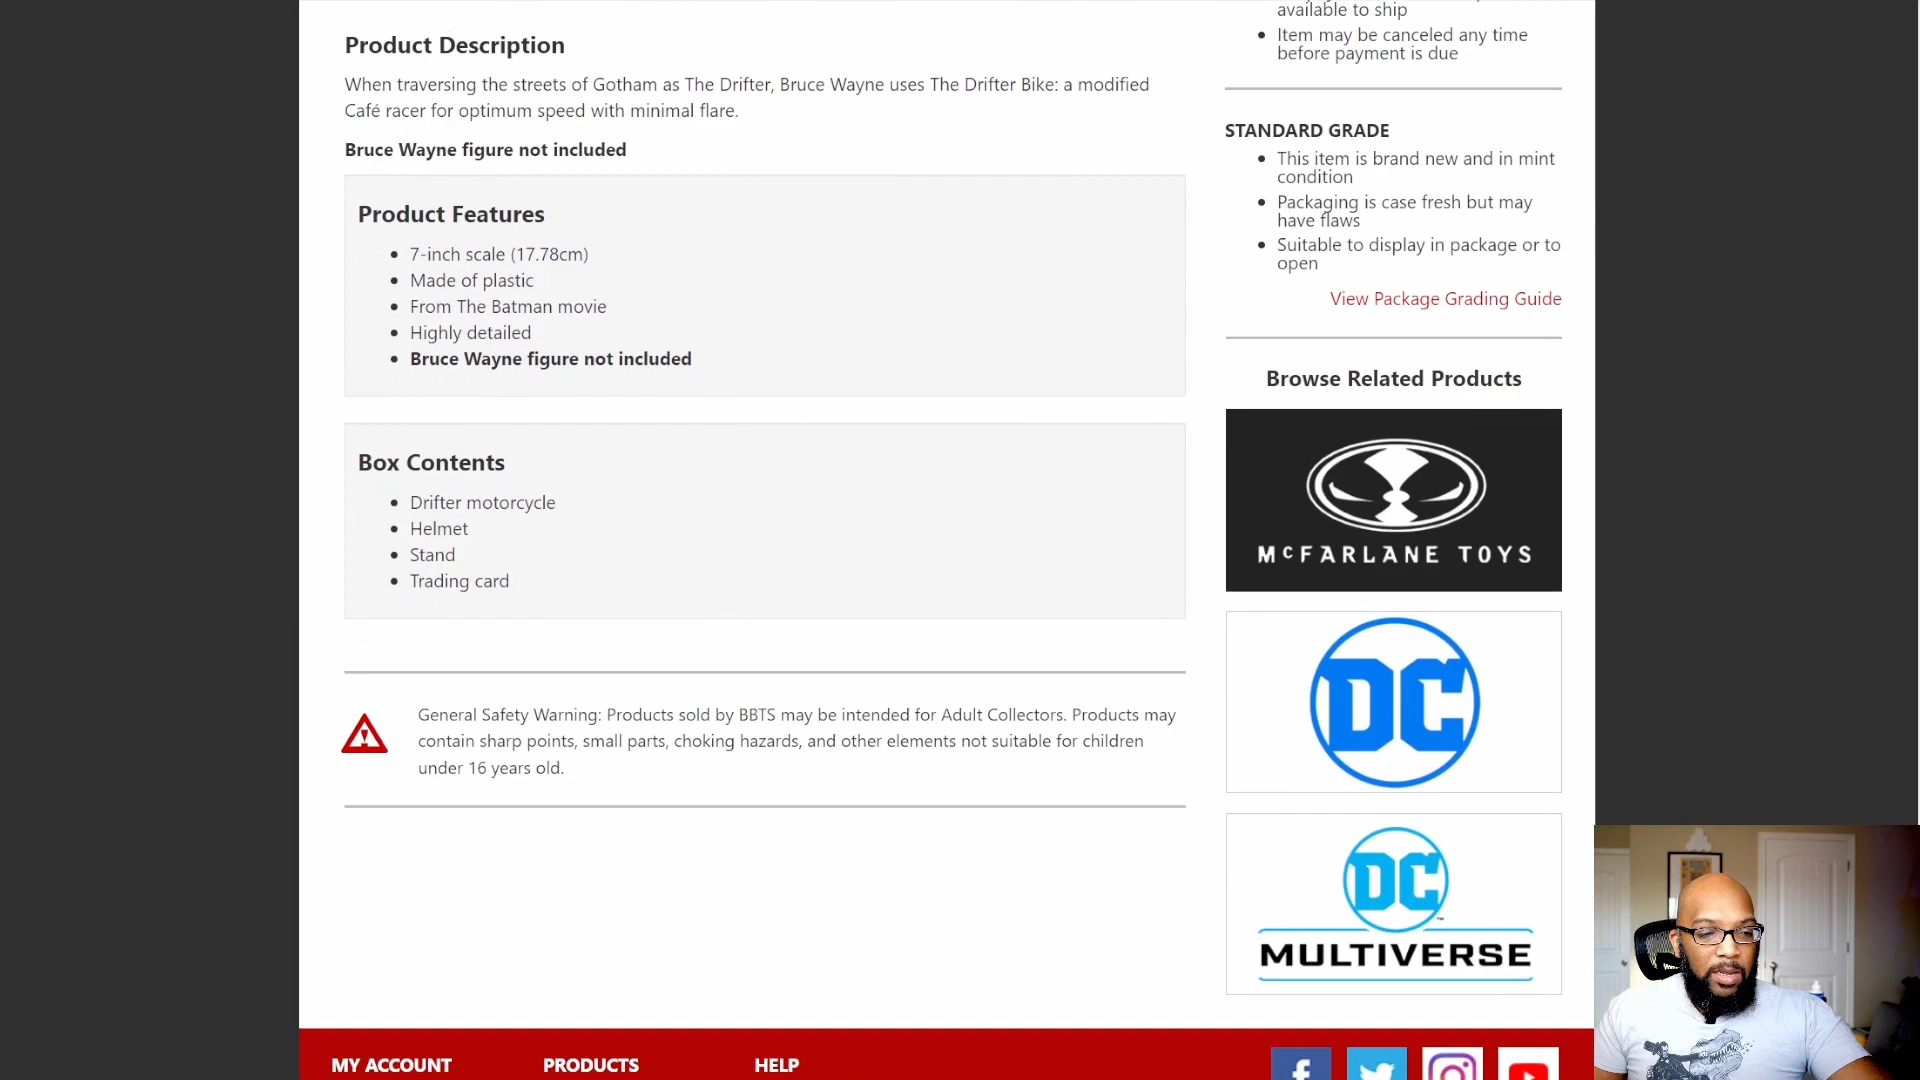 Product Description
When traversing the streets of Gotham as The Drifter, Bruce Wayne uses The Drifter Bike: a modified
Café racer for optimum speed with minimal flare.
Bruce Wayne figure not included
Product Features
7-inch scale (17.78cm)
Made of plastic
From The Batman movie
Highly detailed
Bruce Wayne figure not included
Box Contents
Drifter motorcycle
Helmet
Stand
Trading card
General Safety Warning: Products sold by BBTS may be intended for Adult Collectors. Products may
contain sharp points, small parts, choking hazards, and other elements not suitable for children
under 16 years old.
available to ship
Item may be canceled any time
before payment is due
STANDARD GRADE
This item is brand new and in mint
condition
Packaging is case fresh but may
have flaws
Suitable to display in package or to
open
View Package Grading Guide
Browse Related Products
McFARLANE TOYS
DC
DC
MULTIVERSE
MY ACCOUNT PRODUCTS HELP